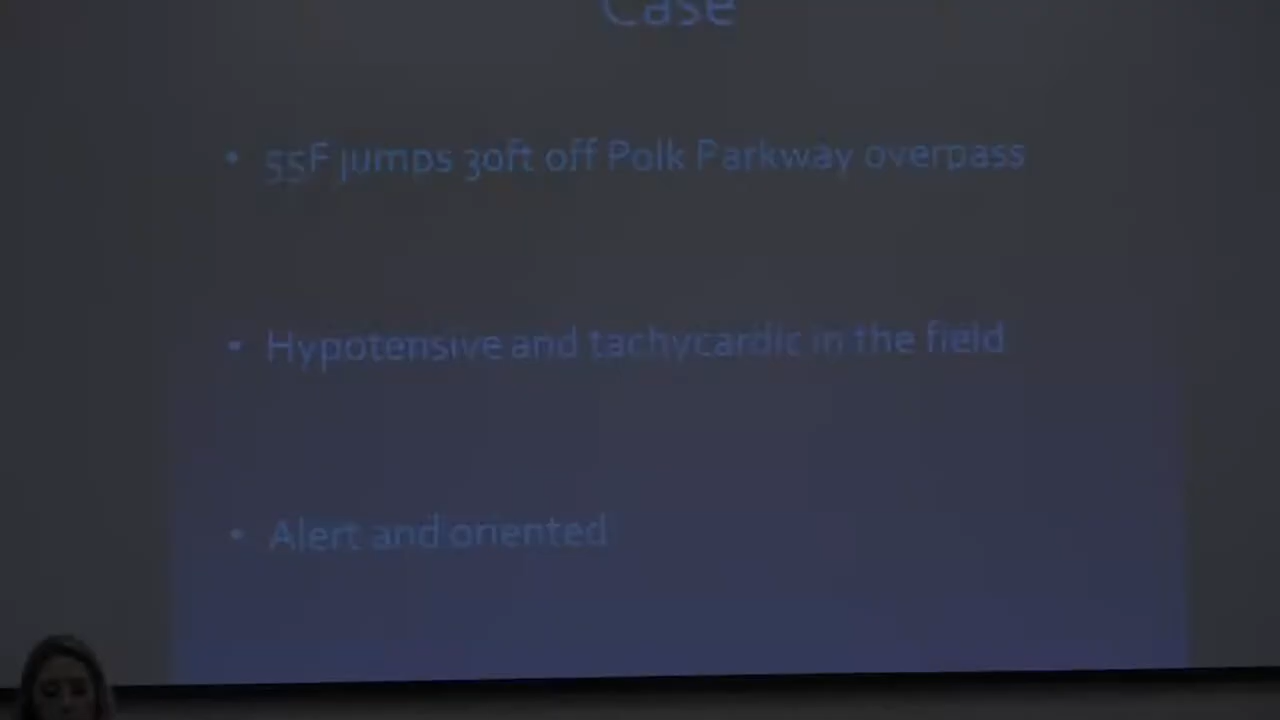 Case
• 55F jumps 30ft off Polk Parkway overpass
• Hypotensive and tachycardic in the field
• Alert and oriented